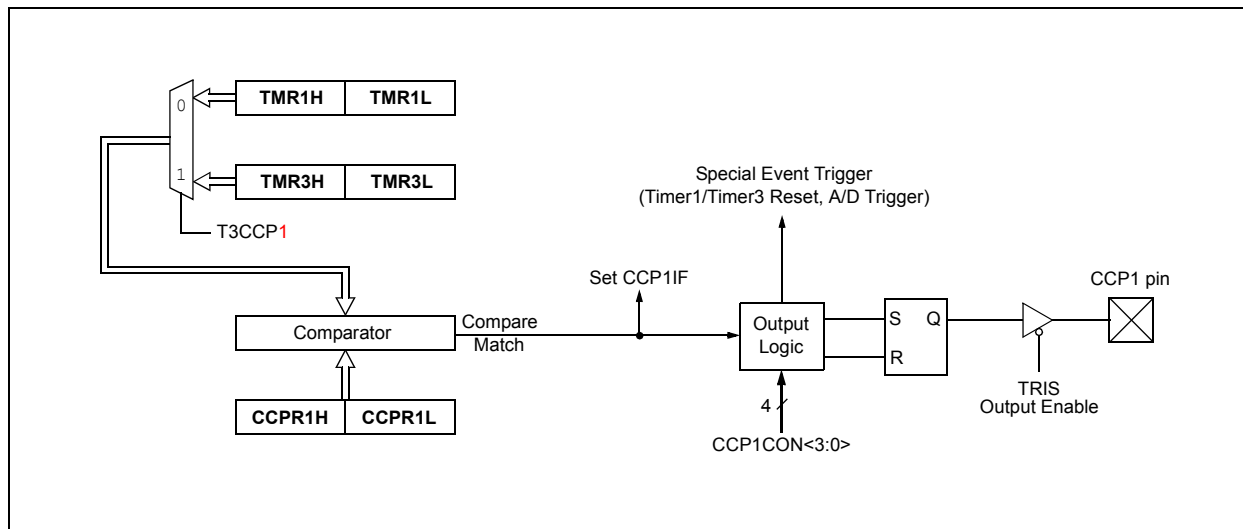 0
TMR1H TMR1L
1
TMR3H TMR3L
T3CCP1
Special Event Trigger
(Timer1/Timer3 Reset, A/D Trigger)
Set CCP1IF
CCP1 pin
Comparator
Compare
Match
Output
Logic
S Q
R
TRIS
Output Enable
CCPR1H CCPR1L
4
CCP1CON<3:0>